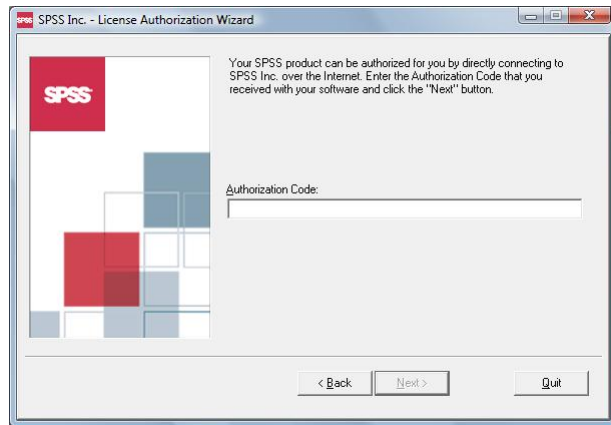 SPSS SPSS Inc. - License Authorization Wizard
Your SPSS product can be authorized for you by directly connecting to
SPSS Inc. over the Internet. Enter the Authorization Code that you
received with your software and click the "Next" button.
SPSS
Authorization Code:
< Back
Next >
Quit